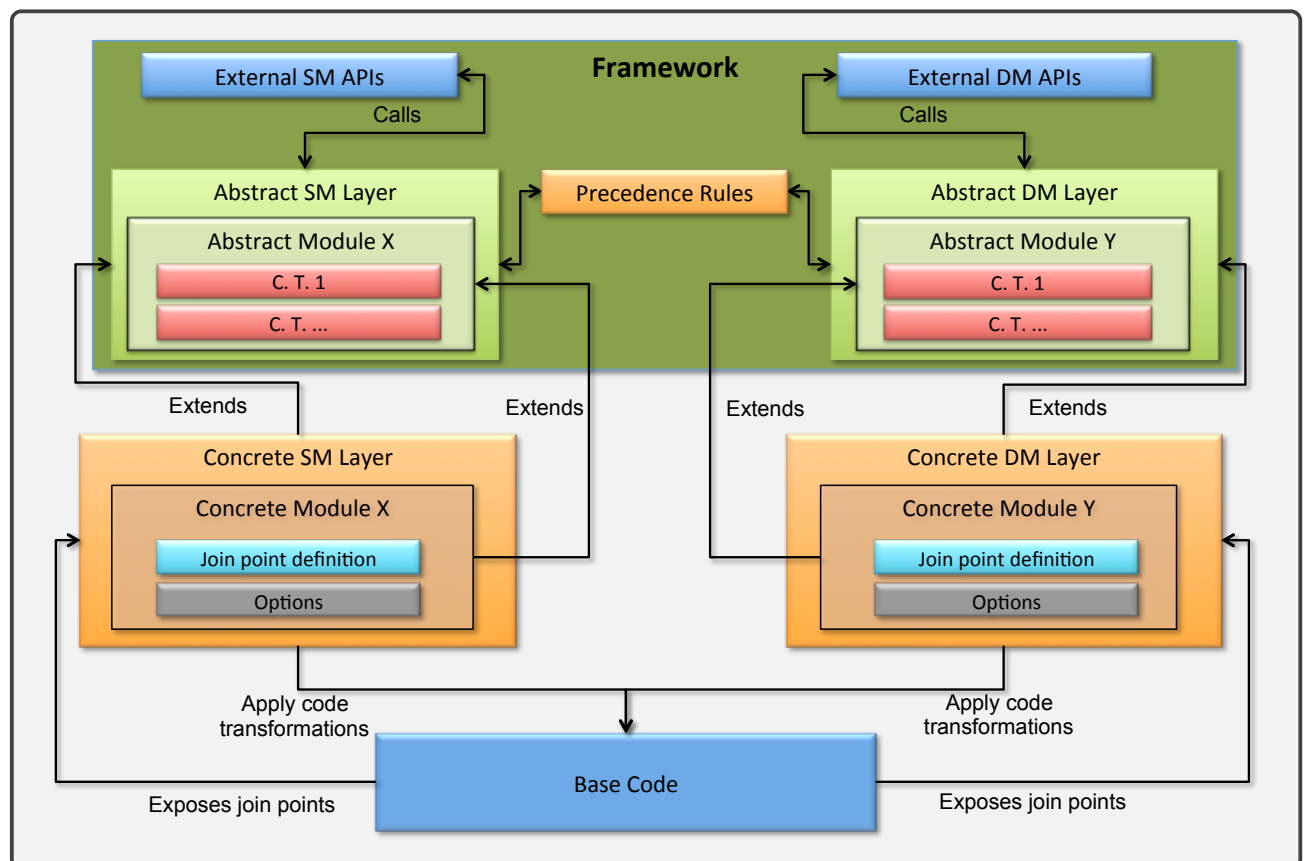 Framework
External SM APIs
External DM APIs
Calls
Calls
Abstract SM Layer
Precedence Rules
Abstract DM Layer
Abstract Module X
Abstract Module Y
C. T. 1
C. T. 1
C. T. ...
C. T. ...
Extends
Extends
Extends
Extends
Concrete SM Layer
Concrete DM Layer
Concrete Module X
Concrete Module Y
Join point definition
Join point definition
Options
Options
Apply code
transformations
Apply code
transformations
Base Code
Exposes join points
Exposes join points